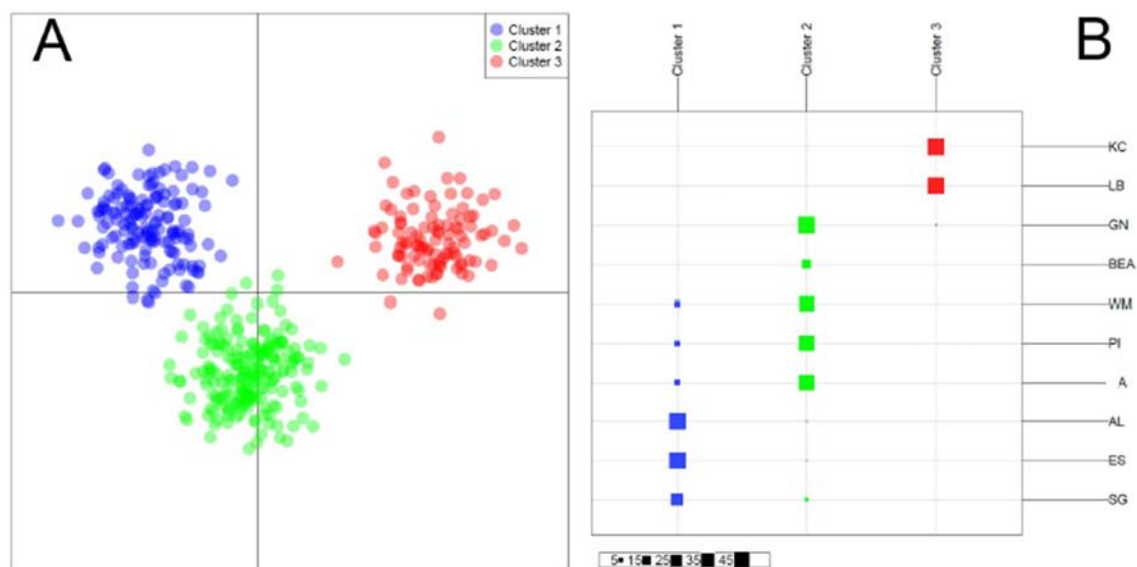 A
Cluster 1
Cluster 2
Cluster 3
B
Cluster 1
Cluster 2
Cluster 3
KC
LB
GN
BEA
WM
PI
A
AL
ES
SG
5 15 25 35 45